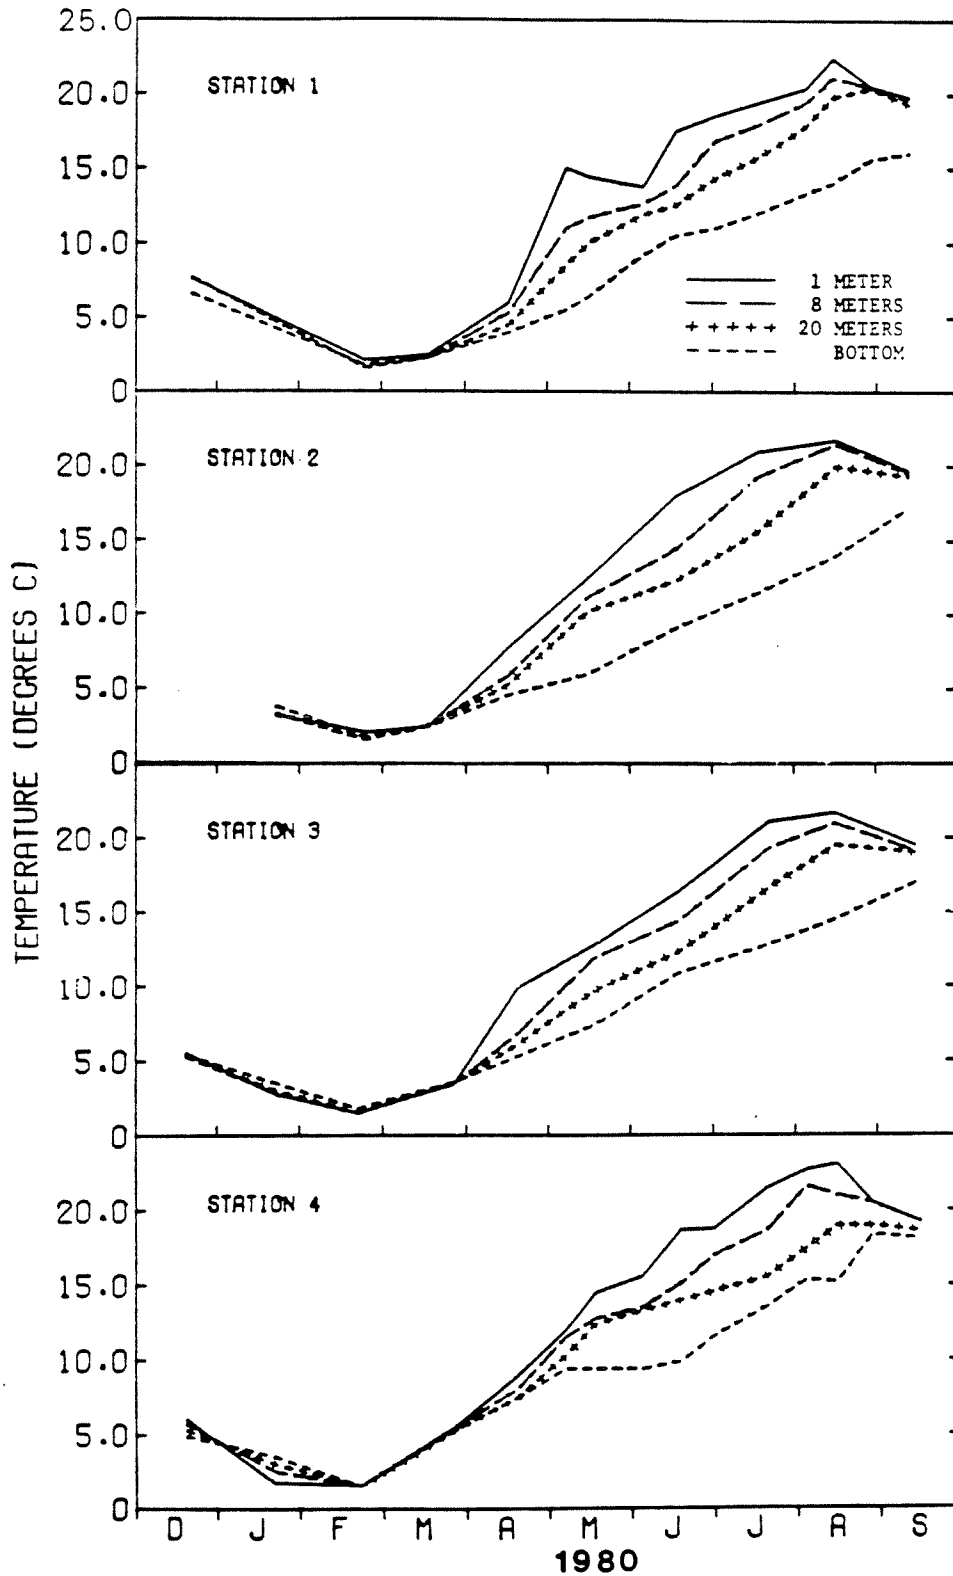 25.0
STATION 1
20.0
15.0
10.0
1 METER
5.0
8 METERS
20 METERS
BOTTOM
0
STATION 2
20.0
15.0
10.0
5.0
0
TEMPERATURE (DEGREES C)
STATION 3
20.0
15.0
10.0
5.0
0
STATION 4
20.0
15.0
10.0
5.0
0
D J F M A M J J A S
1980